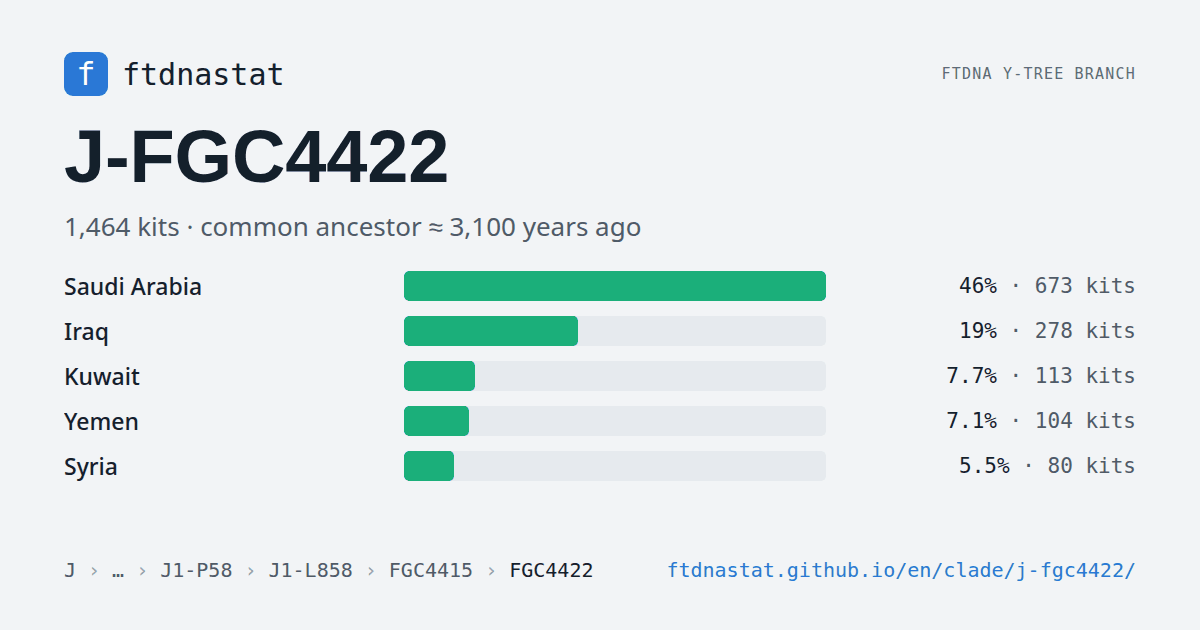 f ftdnastat
FTDNA Y-TREE BRANCH
J-FGC4422
1,464 kits · common ancestor ≈ 3,100 years ago
Saudi Arabia 46% · 673 kits
Iraq 19% · 278 kits
Kuwait 7.7% · 113 kits
Yemen 7.1% · 104 kits
Syria 5.5% · 80 kits
J › … › J1-P58 › J1-L858 › FGC4415 › FGC4422
ftdnastat.github.io/en/clade/j-fgc4422/